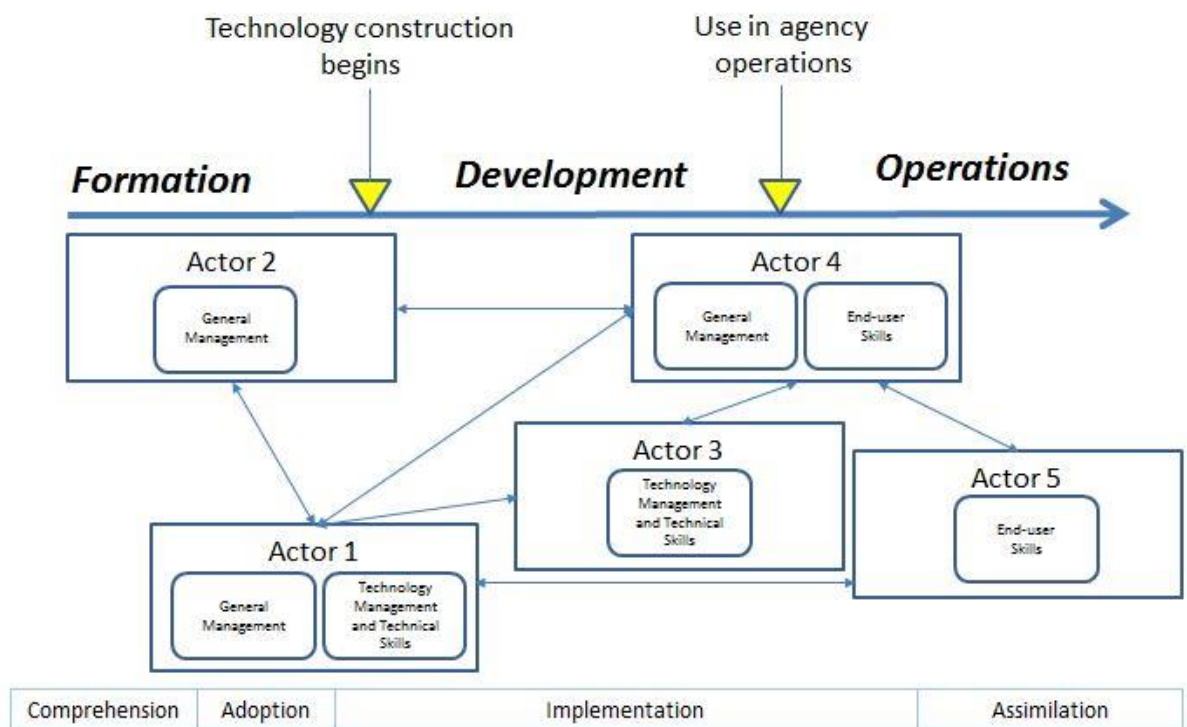 Technology construction
begins
Use in agency
operations
Formation
Development
Operations
Actor 2
General
Management
Actor 4
General
Management
End-user
Skills
Actor 3
Technology
Management
and Technical
Skills
Actor 5
End-user
Skills
Actor 1
General
Management
Technology
Management
and Technical
Skills
Comprehension
Adoption
Implementation
Assimilation